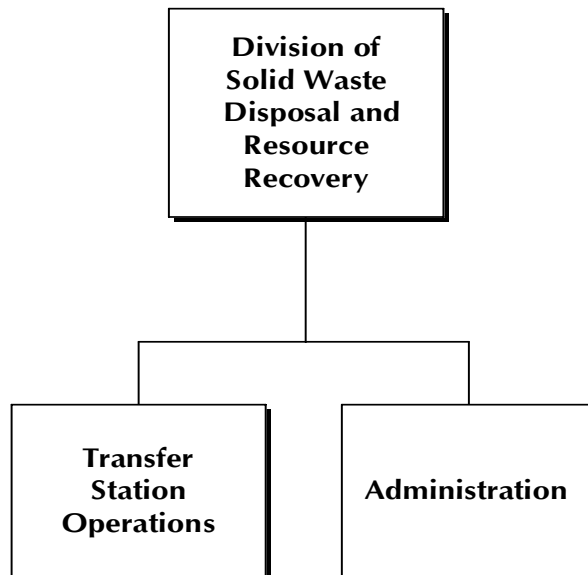 Division of
Solid Waste
Disposal and
Resource
Recovery
Transfer
Station
Operations
Administration